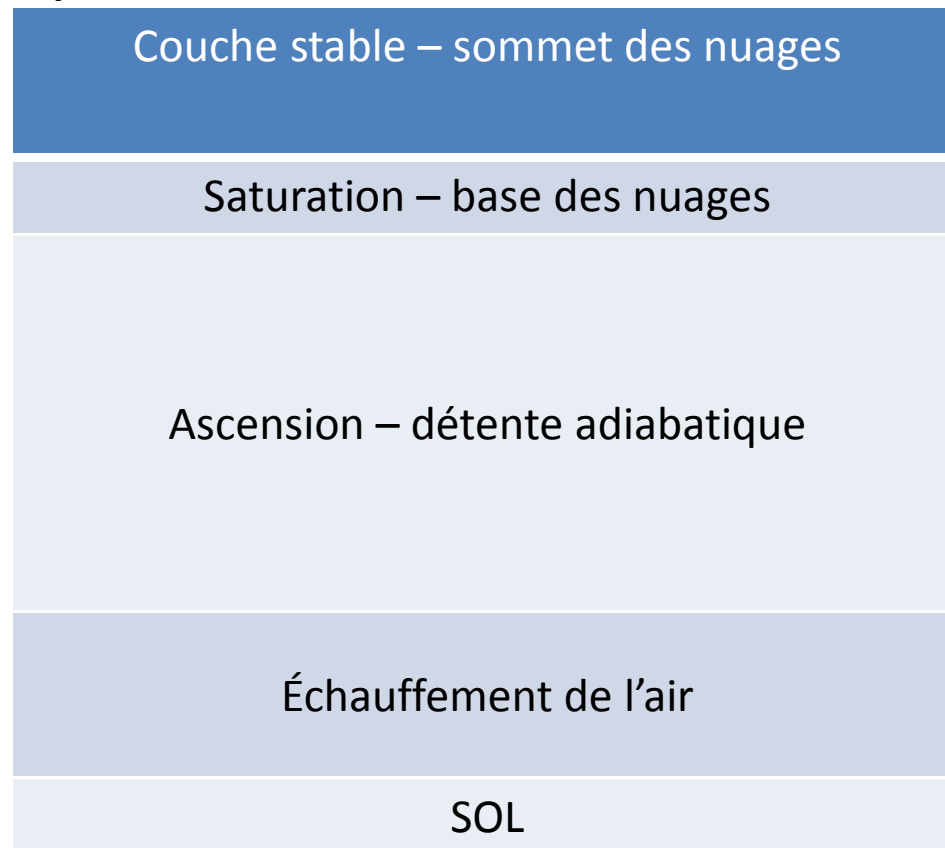 Couche stable – sommet des nuages
Saturation – base des nuages
Ascension – détente adiabatique
Échauffement de l’air
SOL